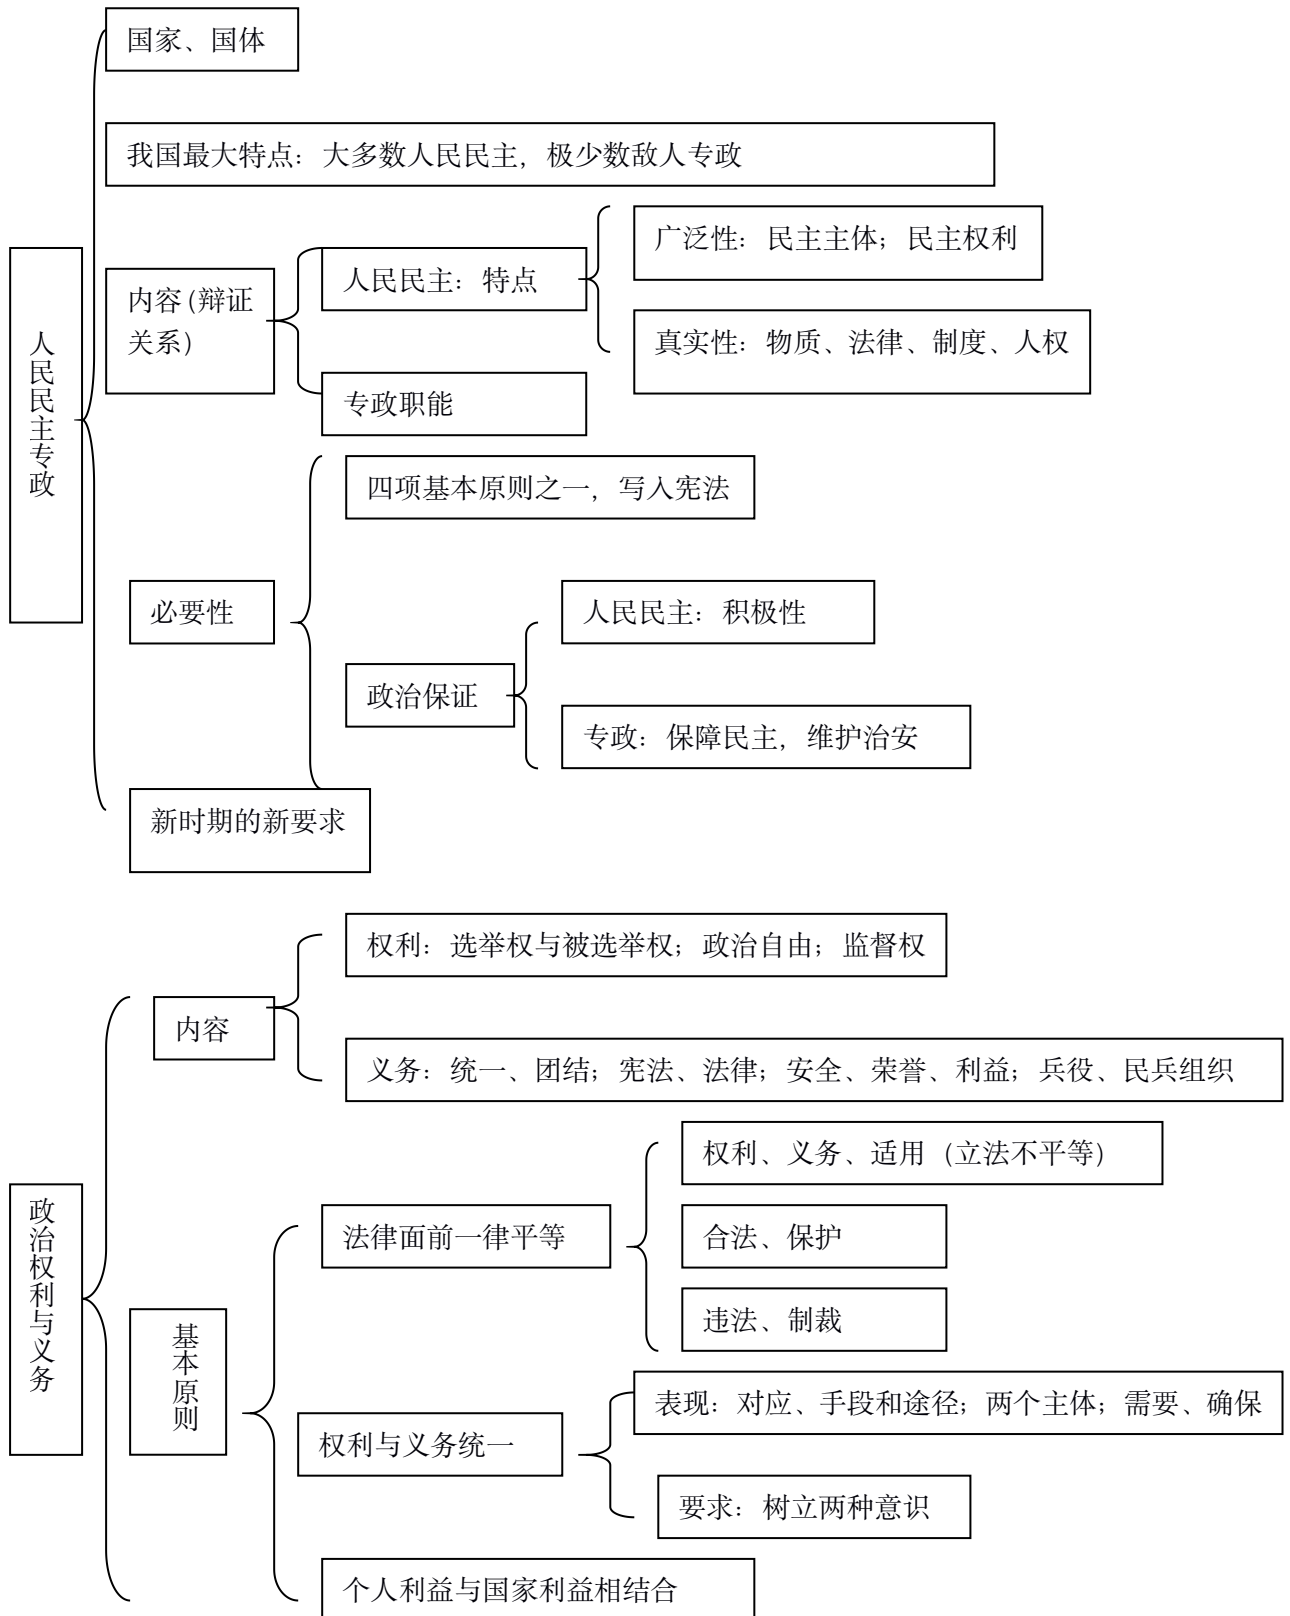 国家、国体
我国最大特点：大多数人民民主，极少数敌人专政
人民民主专政
内容（辩证
关系）
人民民主：特点
广泛性：民主主体；民主权利
真实性：物质、法律、制度、人权
专政职能
必要性
四项基本原则之一，写入宪法
政治保证
人民民主：积极性
专政：保障民主，维护治安
新时期的新要求
政治权利与义务
内容
权利：选举权与被选举权；政治自由；监督权
义务：统一、团结；宪法、法律；安全、荣誉、利益；兵役、民兵组织
基本原则
法律面前一律平等
权利、义务、适用（立法不平等）
合法、保护
违法、制裁
权利与义务统一
表现：对应、手段和途径；两个主体；需要、确保
要求：树立两种意识
个人利益与国家利益相结合